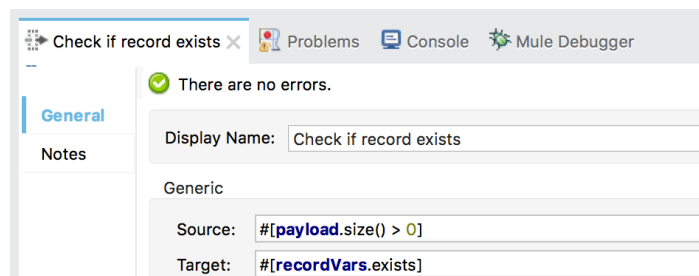 Check if record exists Problems Console Mule Debugger
There are no errors.
General
Display Name: Check if record exists
Notes
Generic
Source: #[payload.size() > 0]
Target: #[recordVars.exists]